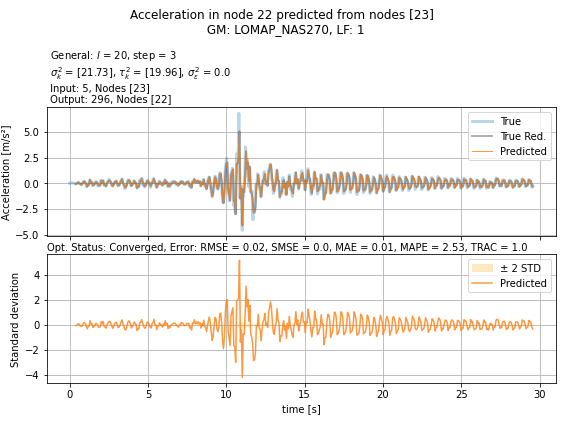 Acceleration in node 22 predicted from nodes [23]
GM: LOMAP_NAS270, LF: 1
General: l = 20, step = 3
σ²ₖ = [21.73], τ²ₖ = [19.96], σ²ε = 0.0
Input: 5, Nodes [23]
Output: 296, Nodes [22]
Acceleration [m/s²]
5.0
2.5
0.0
−2.5
−5.0
True
True Red.
Predicted
Opt. Status: Converged, Error: RMSE = 0.02, SMSE = 0.0, MAE = 0.01, MAPE = 2.53, TRAC = 1.0
Standard deviation
4
2
0
−2
−4
± 2 STD
Predicted
0 5 10 15 20 25 30
time [s]